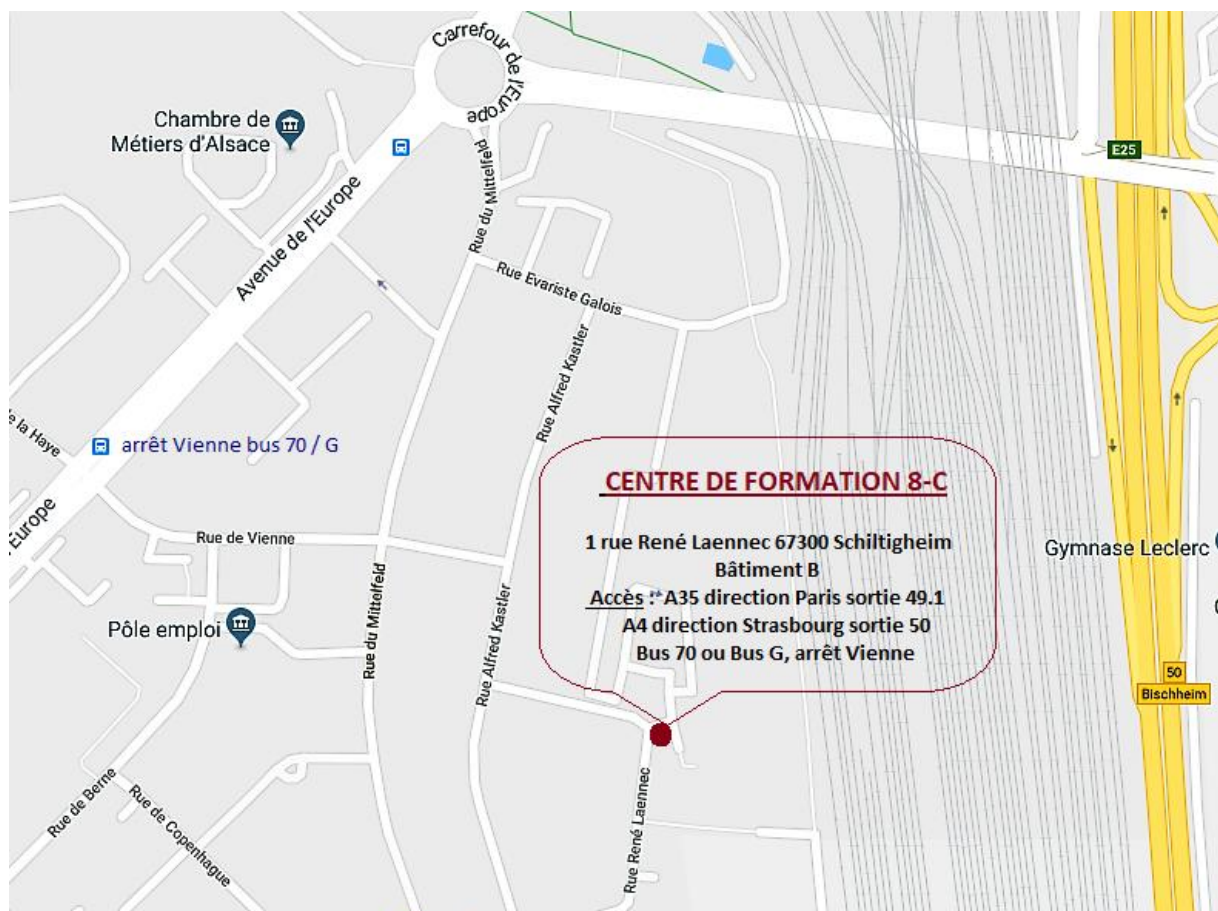 Carrefour de l'Europe
Chambre de
Métiers d'Alsace
E25
Avenue de l'Europe
Rue du Mittelfeld
Rue Evariste Galois
Rue Alfred Kastler
de la Haye
arrêt Vienne bus 70 / G
Europe
CENTRE DE FORMATION 8-C
1 rue René Laennec 67300 Schiltigheim
Bâtiment B
Accès : A35 direction Paris sortie 49.1
A4 direction Strasbourg sortie 50
Bus 70 ou Bus G, arrêt Vienne
Rue de Vienne
Gymnase Leclerc
Pôle emploi
Rue du Mittelfeld
Rue Alfred Kastler
50
Bischheim
Rue de Berne
Rue de Copenhague
Rue René Laennec